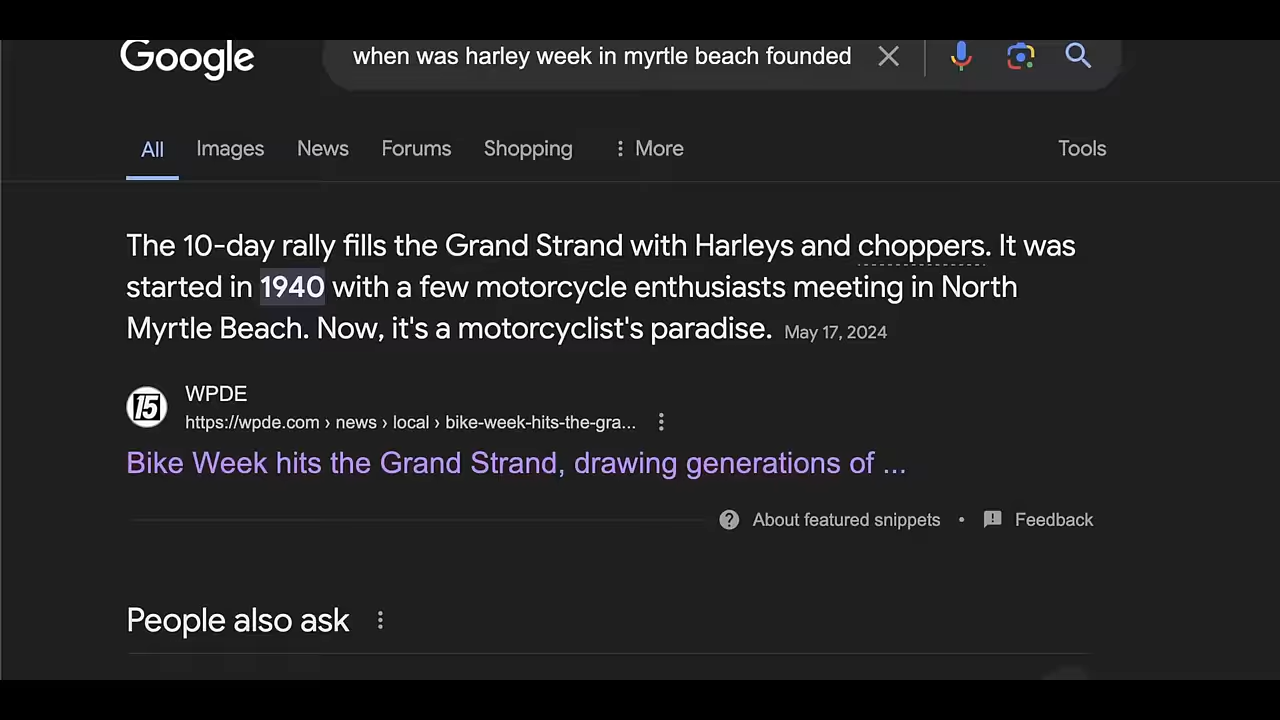 Google
when was harley week in myrtle beach founded
All Images News Forums Shopping More Tools
The 10-day rally fills the Grand Strand with Harleys and choppers. It was
started in 1940 with a few motorcycle enthusiasts meeting in North
Myrtle Beach. Now, it's a motorcyclist's paradise. May 17, 2024
15
WPDE
https://wpde.com › news › local › bike-week-hits-the-gra...
Bike Week hits the Grand Strand, drawing generations of ...
About featured snippets • Feedback
People also ask